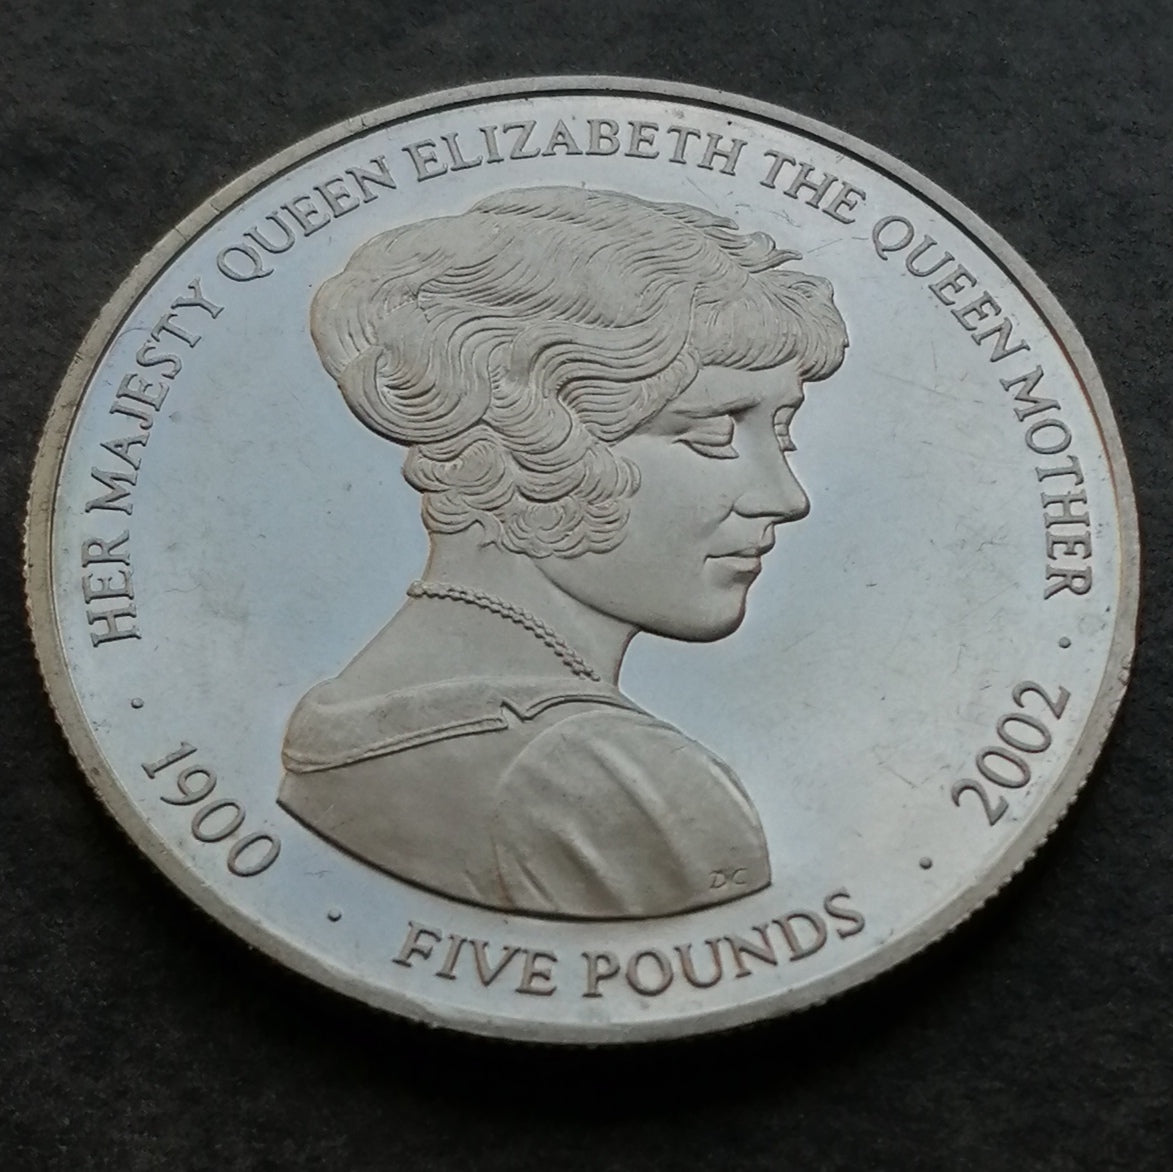 HER MAJESTY QUEEN ELIZABETH THE QUEEN MOTHER
1900 · FIVE POUNDS · 2002
DC